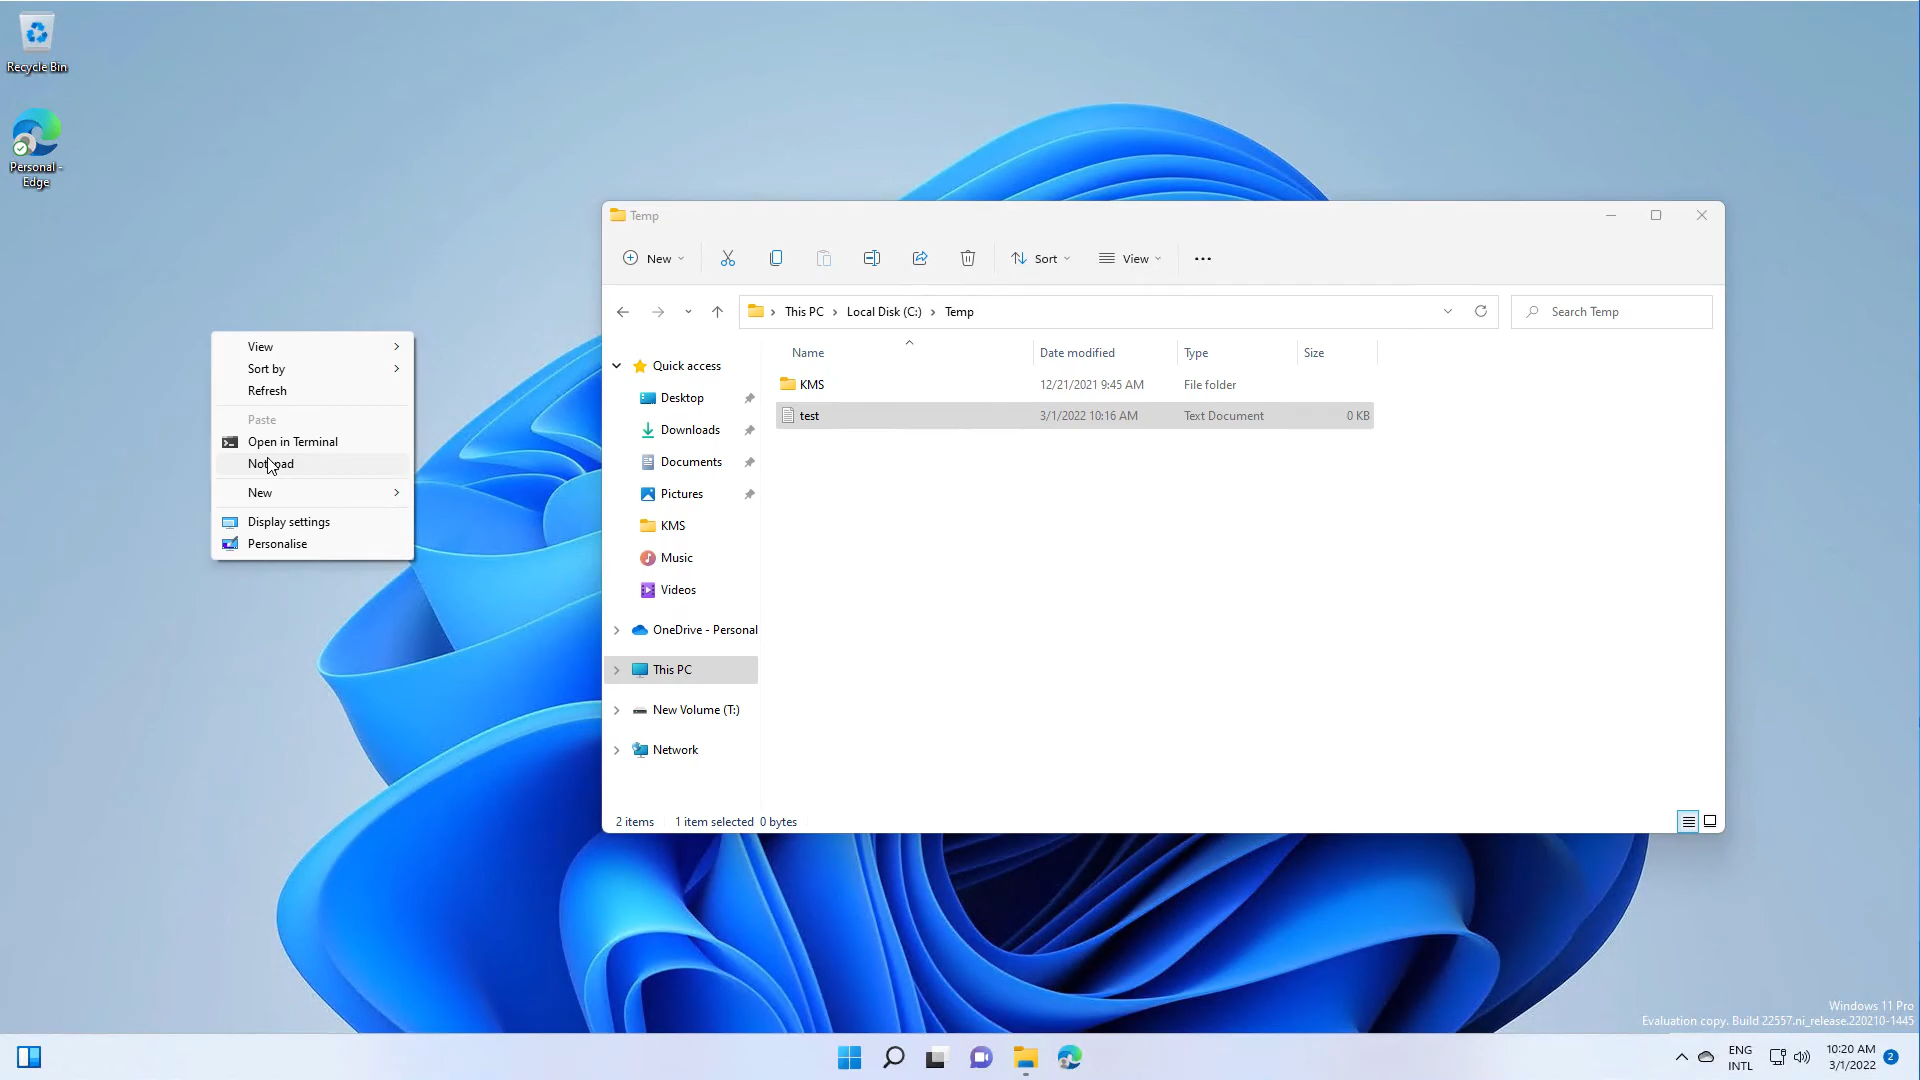 Recycle Bin
Personal -
Edge
View
Sort by
Refresh
Paste
Open in Terminal
Notepad
New
Display settings
Personalise
Temp
New
Sort
View
This PC
Local Disk (C:)
Temp
Search Temp
Name
Date modified
Type
Size
KMS
12/21/2021 9:45 AM
File folder
test
3/1/2022 10:16 AM
Text Document
0 KB
Quick access
Desktop
Downloads
Documents
Pictures
KMS
Music
Videos
OneDrive - Personal
This PC
New Volume (T:)
Network
2 items
1 item selected 0 bytes
Windows 11 Pro
Evaluation copy. Build 22557.ni_release.220210-1445
ENG
INTL
10:20 AM
3/1/2022
2